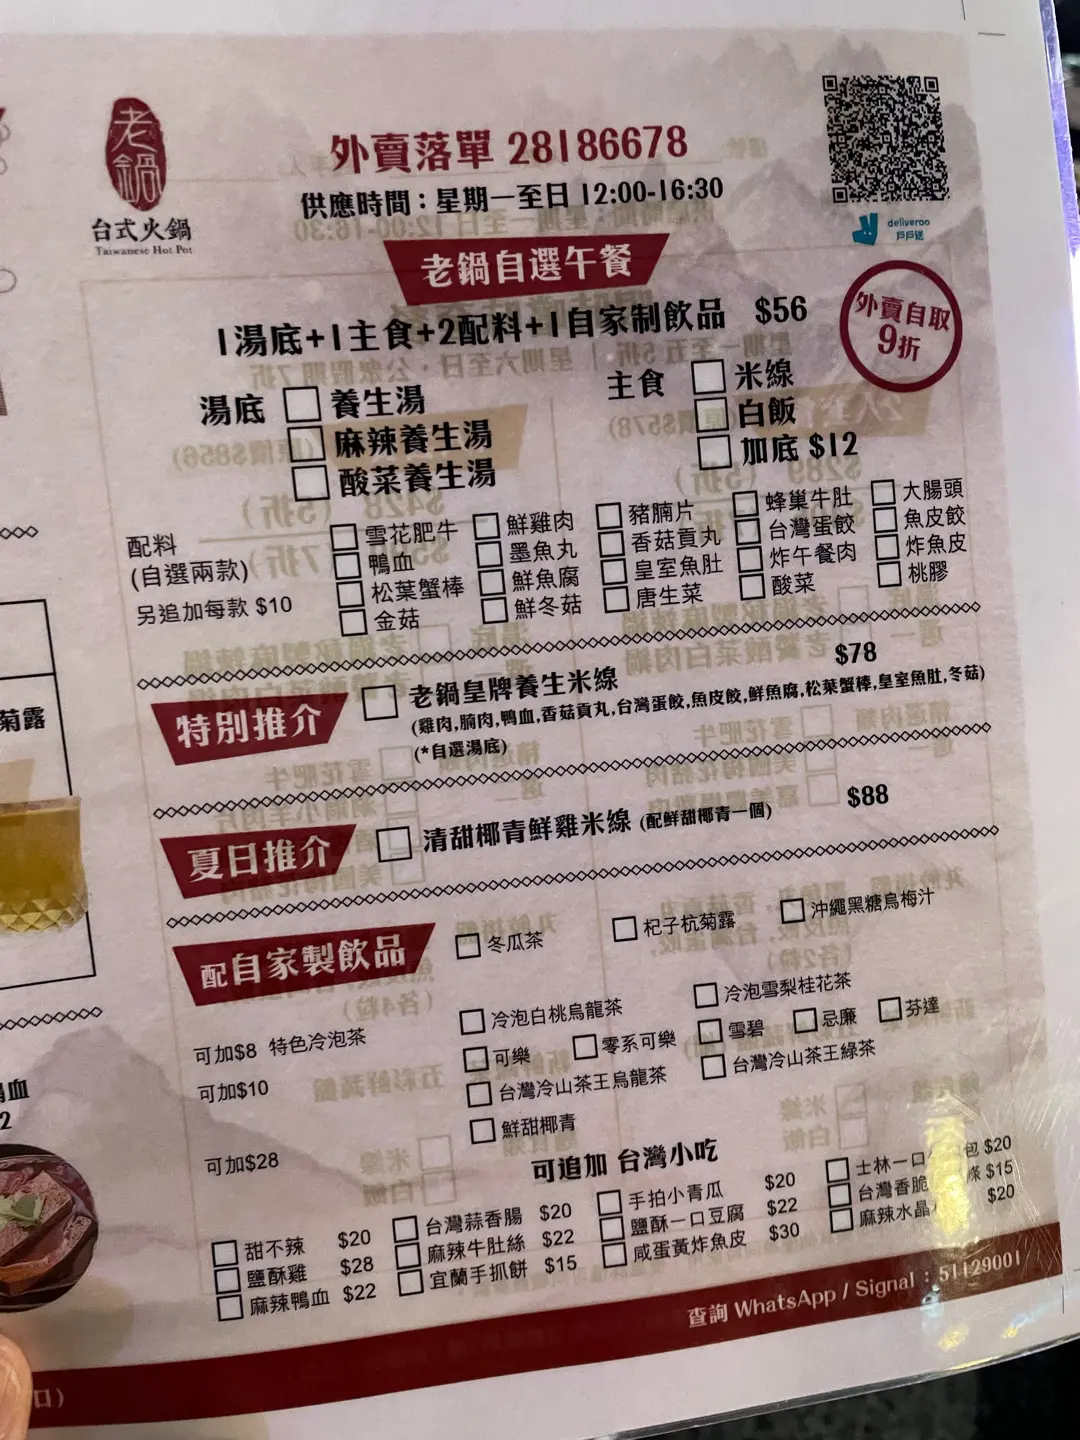 老鍋
台式火鍋
Taiwanese Hot Pot
外賣落單 28186678
供應時間：星期一至日 12:00-16:30
deliveroo
戶戶送
老鍋自選午餐
1湯底+1主食+2配料+1自家制飲品 $56
外賣自取
9折
湯底 養生湯
麻辣養生湯
酸菜養生湯
主食 米線
白飯
加底 $12
配料
(自選兩款)
另追加每款 $10
雪花肥牛 鮮雞肉 豬腩片 蜂巢牛肚 大腸頭
鴨血 墨魚丸 香菇貢丸 台灣蛋餃 魚皮餃
松葉蟹棒 鮮魚腐 皇室魚肚 炸午餐肉 炸魚皮
金菇 鮮冬菇 唐生菜 酸菜 桃膠
特別推介 老鍋皇牌養生米線 $78
(雞肉,腩肉,鴨血,香菇貢丸,台灣蛋餃,魚皮餃,鮮魚腐,松葉蟹棒,皇室魚肚,冬菇)
(*自選湯底)
夏日推介 清甜椰青鮮雞米線 (配鮮甜椰青一個) $88
配自家製飲品 冬瓜茶 杞子杭菊露 沖繩黑糖烏梅汁
可加$8 特色冷泡茶 冷泡白桃烏龍茶 冷泡雪梨桂花茶
可加$10 可樂 零系可樂 雪碧 忌廉 芬達
台灣冷山茶王烏龍茶 台灣冷山茶王綠茶
可加$28 鮮甜椰青
可追加 台灣小吃
甜不辣 $20 台灣蒜香腸 $20 手拍小青瓜 $20 士林一口 包 $20
鹽酥雞 $28 麻辣牛肚絲 $22 鹽酥一口豆腐 $22 台灣香脆 條 $15
麻辣鴨血 $22 宜蘭手抓餅 $15 咸蛋黃炸魚皮 $30 麻辣水晶 $20
查詢 WhatsApp / Signal : 51129001
菊露
血
2
口)